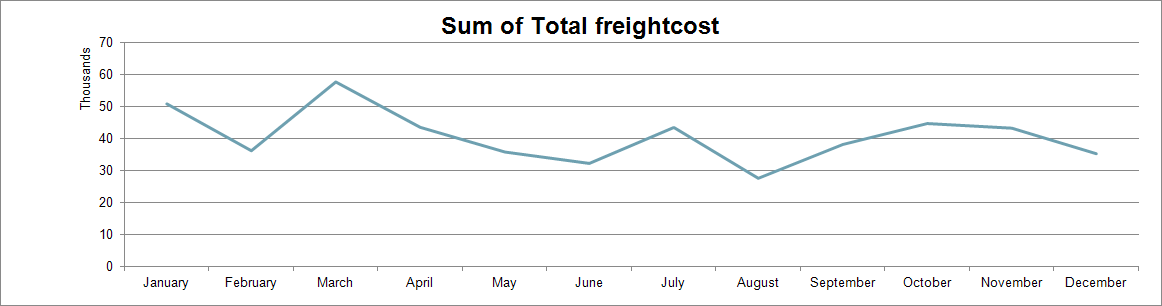 Sum of Total freightcost
Thousands
70
60
50
40
30
20
10
0
January February March April May June July August September October November December